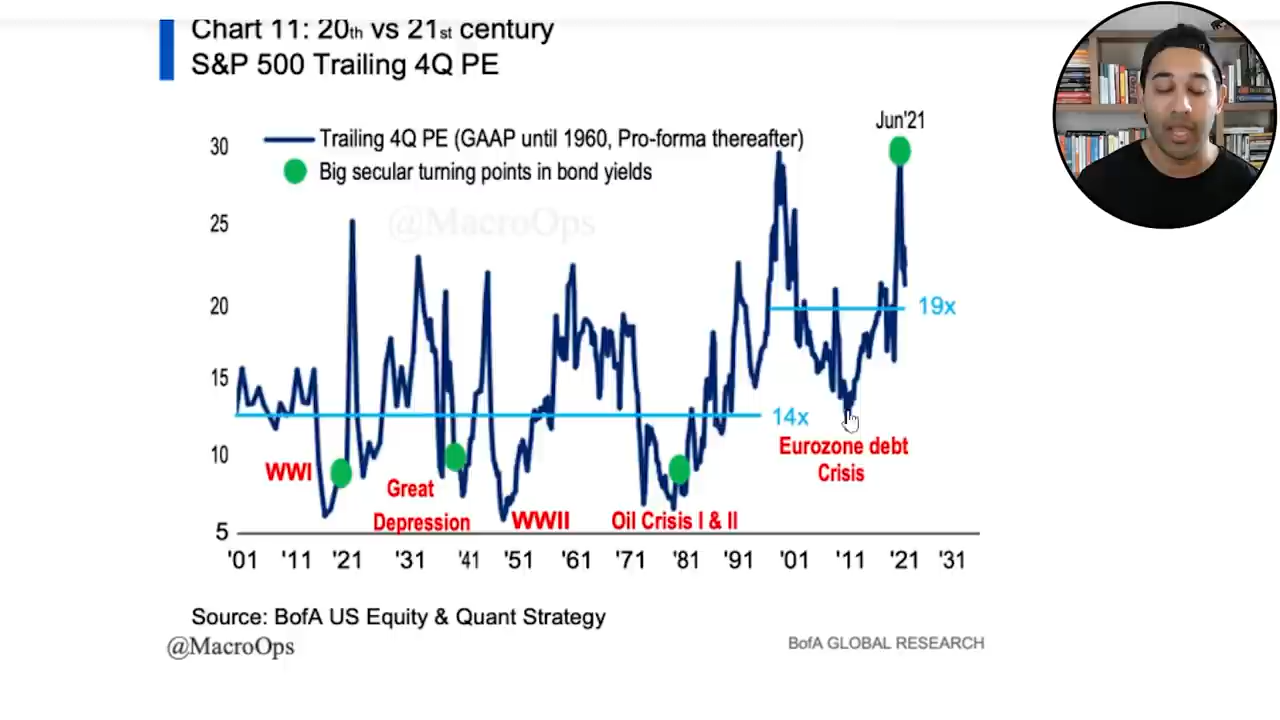 Chart 11: 20th vs 21st century
S&P 500 Trailing 4Q PE
Jun'21
30
Trailing 4Q PE (GAAP until 1960, Pro-forma thereafter)
Big secular turning points in bond yields
@MacroOps
25
20
19x
15
14x
10
Eurozone debt
Crisis
WWI
Great
Depression
WWII
Oil Crisis I & II
5
'01 '11 '21 '31 '41 '51 '61 '71 '81 '91 '01 '11 '21 '31
Source: BofA US Equity & Quant Strategy
@MacroOps
BofA GLOBAL RESEARCH